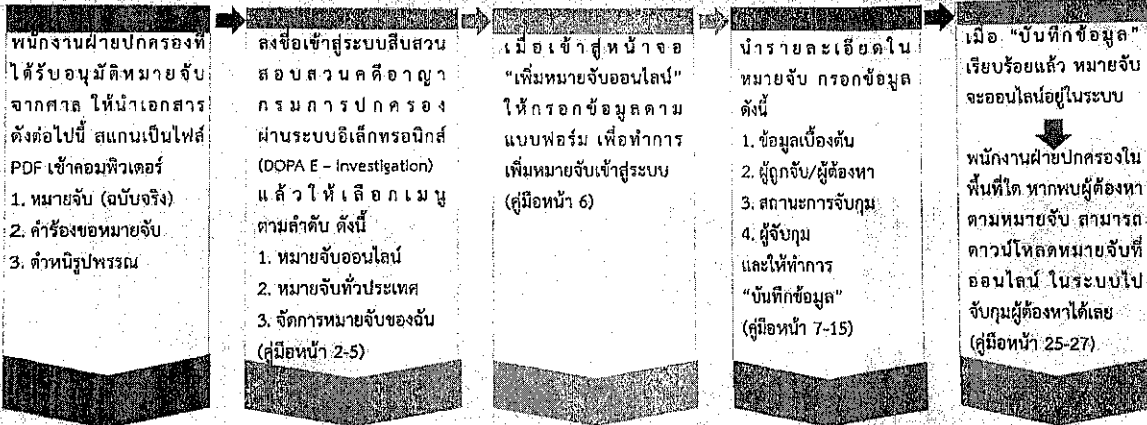 พนักงานฝ่ายปกครองที่
ได้รับอนุมัติหมายจับ
จากศาล ให้นำเอกสาร
ดังต่อไปนี้ สแกนเป็นไฟล์
PDF เข้าคอมพิวเตอร์
1. หมายจับ (ฉบับจริง)
2. คำร้องขอหมายจับ
3. ตำหนิรูปพรรณ
ลงชื่อเข้าสู่ระบบสืบสวน
สอบสวนคดีอาญา
กรมการปกครอง
ผ่านระบบอิเล็กทรอนิกส์
(DOPA E – investigation)
แล้วให้เลือกเมนู
ตามลำดับ ดังนี้
1. หมายจับออนไลน์
2. หมายจับทั่วประเทศ
3. จัดการหมายจับของฉัน
(คู่มือหน้า 2-5)
เมื่อเข้าสู่หน้าจอ
“เพิ่มหมายจับออนไลน์”
ให้กรอกข้อมูลตาม
แบบฟอร์ม เพื่อทำการ
เพิ่มหมายจับเข้าสู่ระบบ
(คู่มือหน้า 6)
นำรายละเอียดใน
หมายจับ กรอกข้อมูล
ดังนี้
1. ข้อมูลเบื้องต้น
2. ผู้ถูกจับ/ผู้ต้องหา
3. สถานะการจับกุม
4. ผู้จับกุม
และให้ทำการ
“บันทึกข้อมูล”
(คู่มือหน้า 7-15)
เมื่อ “บันทึกข้อมูล”
เรียบร้อยแล้ว หมายจับ
จะออนไลน์อยู่ในระบบ
พนักงานฝ่ายปกครองใน
พื้นที่ใด หากพบผู้ต้องหา
ตามหมายจับ สามารถ
ดาวน์โหลดหมายจับที่
ออนไลน์ ในระบบไป
จับกุมผู้ต้องหาได้เลย
(คู่มือหน้า 25-27)